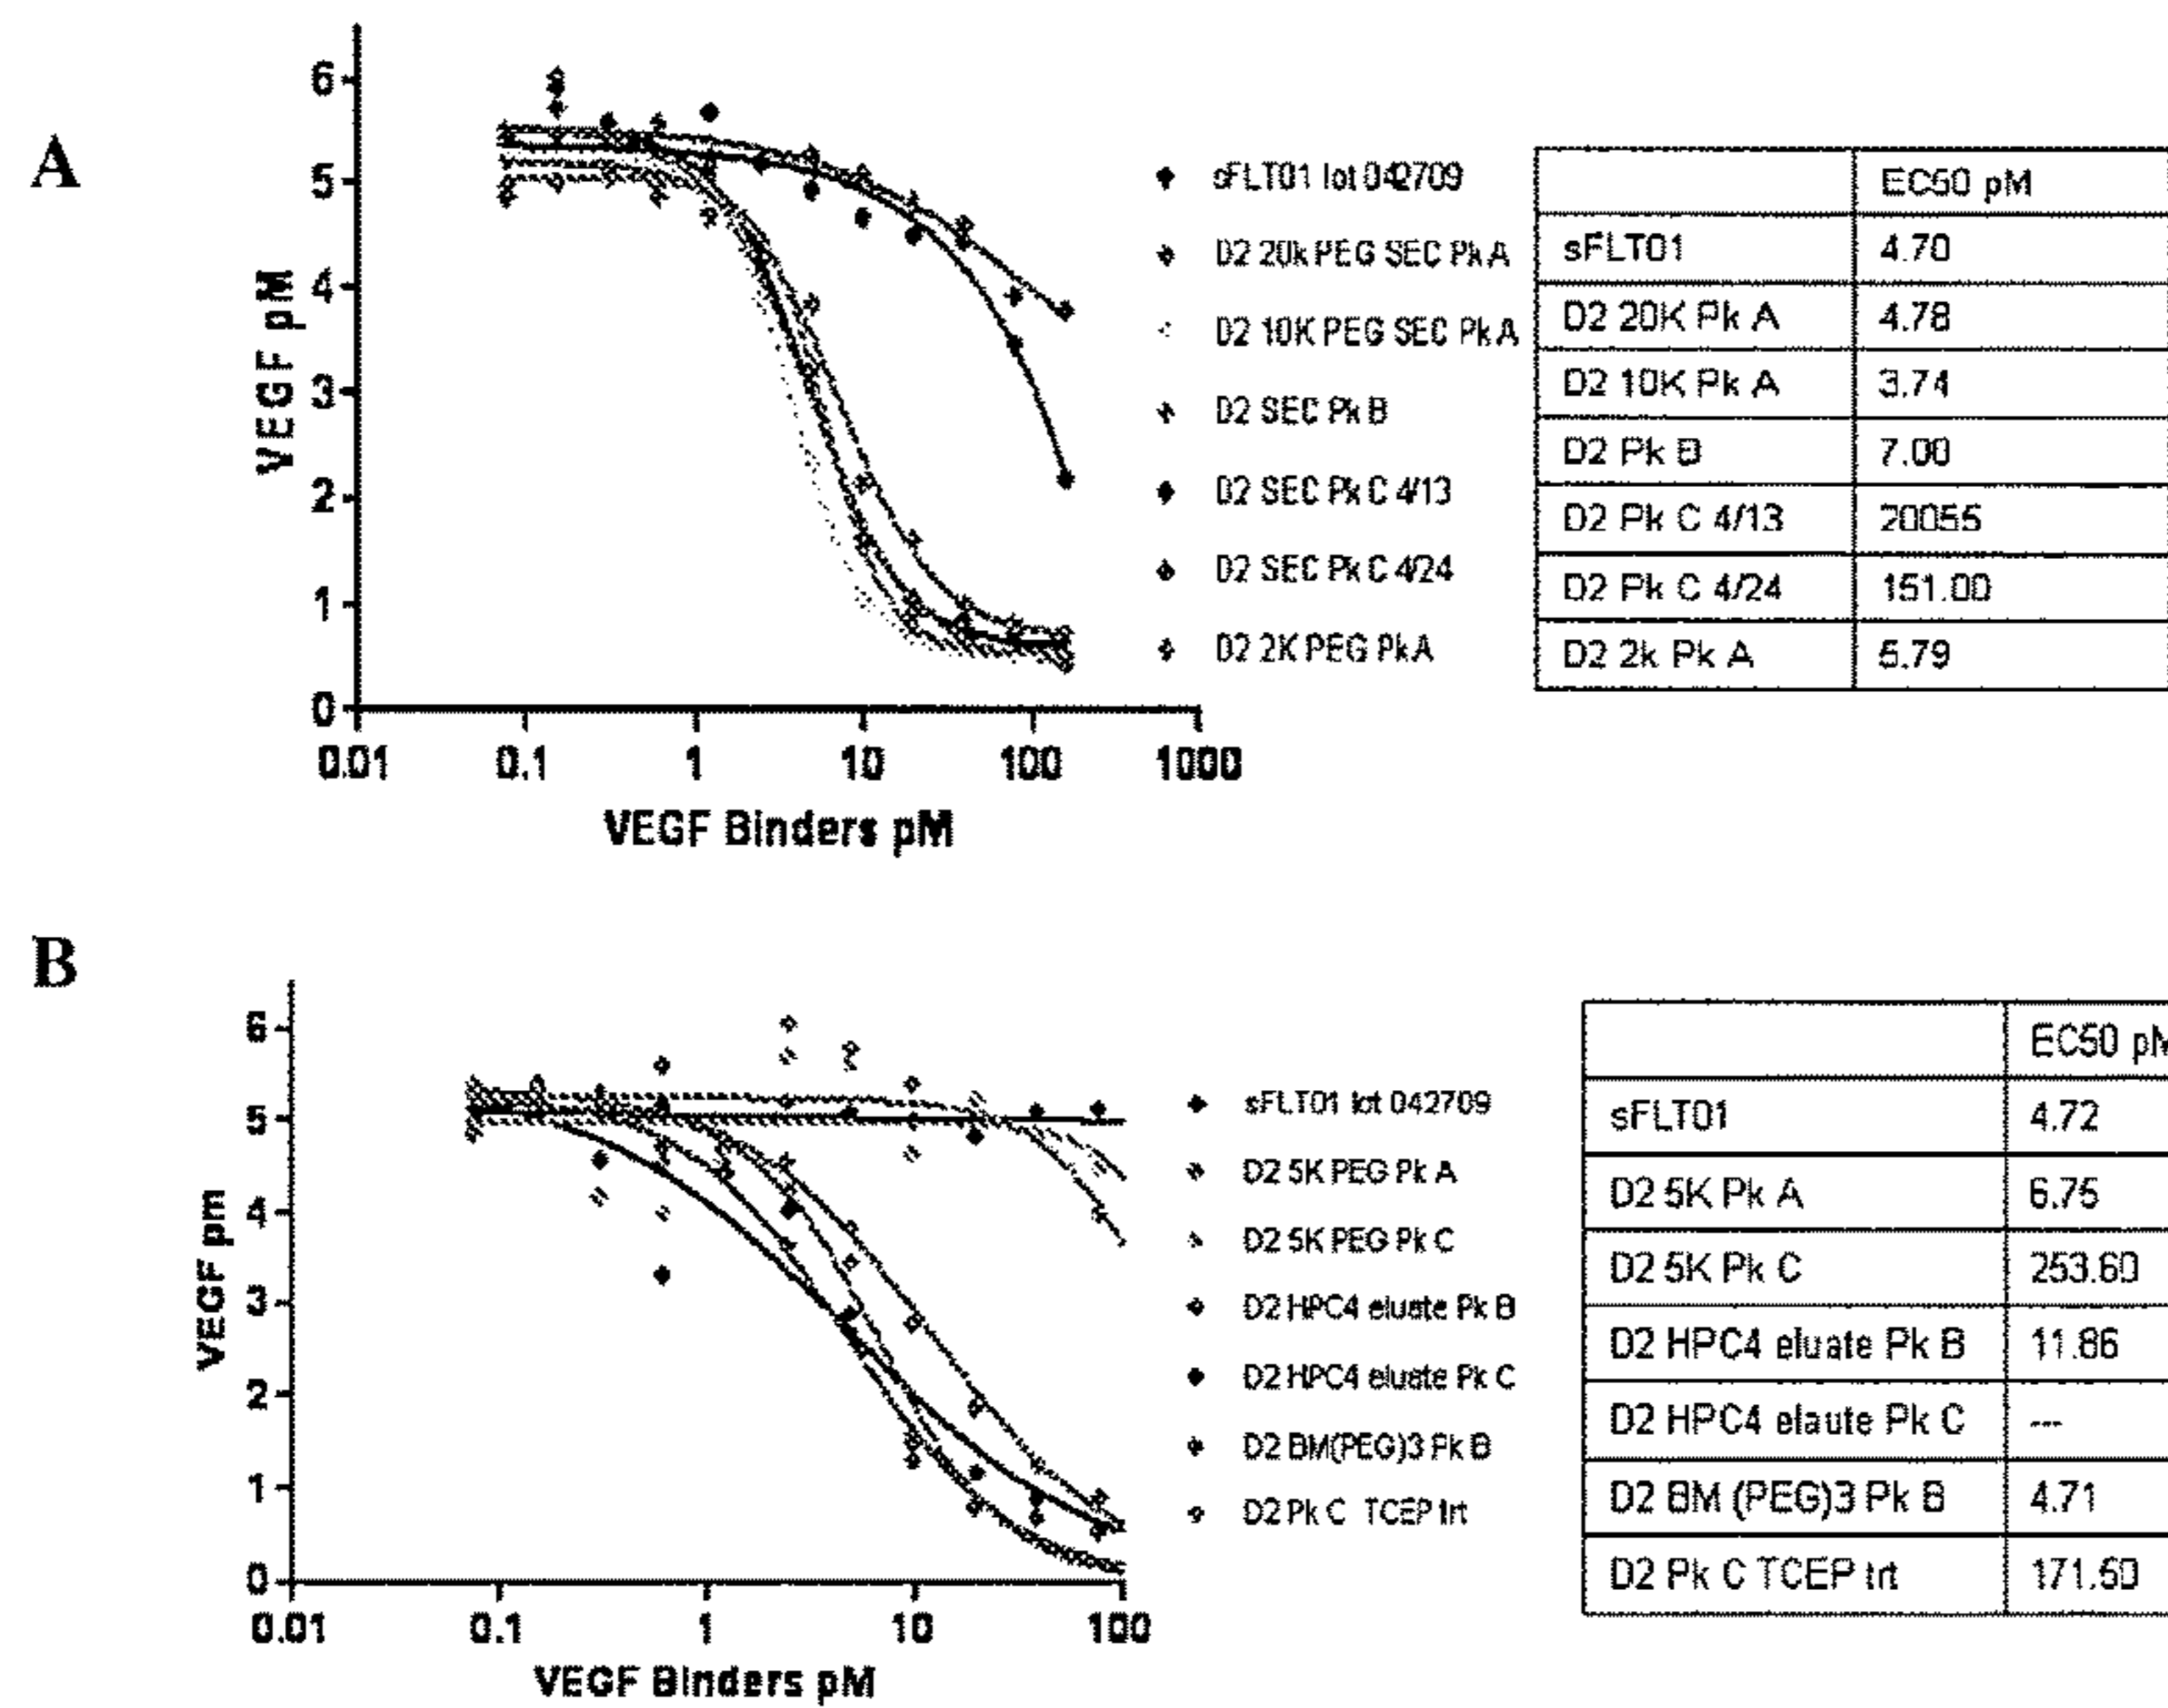 A
6
5
4
3
2
1
0
VEGF pM
0.01 0.1 1 10 100 1000
VEGF Binders pM
sFLT01 lot 042709
D2 20k PEG SEC Pk A
D2 10K PEG SEC Pk A
D2 SEC Pk B
D2 SEC Pk C 4/13
D2 SEC Pk C 4/24
D2 2K PEG Pk A
EC50 pM
sFLT01 4.70
D2 20K Pk A 4.78
D2 10K Pk A 3.74
D2 Pk B 7.00
D2 Pk C 4/13 20055
D2 Pk C 4/24 151.00
D2 2k Pk A 5.79
B
6
5
4
3
2
1
0
VEGF pm
0.01 0.1 1 10 100
VEGF Binders pM
sFLT01 lot 042709
D2 5K PEG Pk A
D2 5K PEG Pk C
D2 HPC4 eluate Pk B
D2 HPC4 eluate Pk C
D2 BM(PEG)3 Pk B
D2 Pk C TCEP trt
EC50 pM
sFLT01 4.72
D2 5K Pk A 6.75
D2 5K Pk C 253.60
D2 HPC4 eluate Pk B 11.86
D2 HPC4 elaute Pk C ---
D2 BM (PEG)3 Pk B 4.71
D2 Pk C TCEP trt 171.50